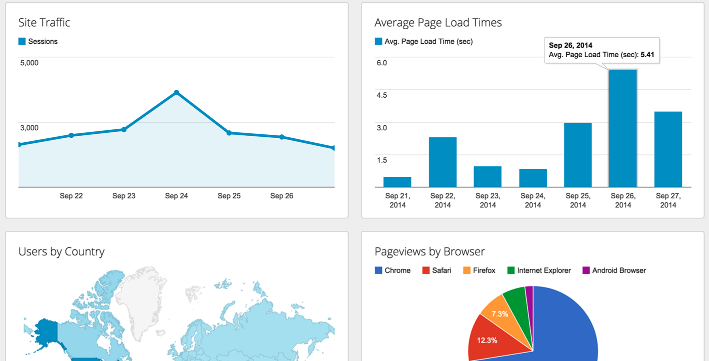 Site Traffic
Sessions
5,000
3,000
Sep 22
Sep 23
Sep 24
Sep 25
Sep 26
Average Page Load Times
Avg. Page Load Time (sec)
Sep 26, 2014
Avg. Page Load Time (sec): 5.41
6.0
4.5
3.0
1.5
Sep 21,
2014
Sep 22,
2014
Sep 23,
2014
Sep 24,
2014
Sep 25,
2014
Sep 26,
2014
Sep 27,
2014
Users by Country
Pageviews by Browser
Chrome
Safari
Firefox
Internet Explorer
Android Browser
7.3%
12.3%